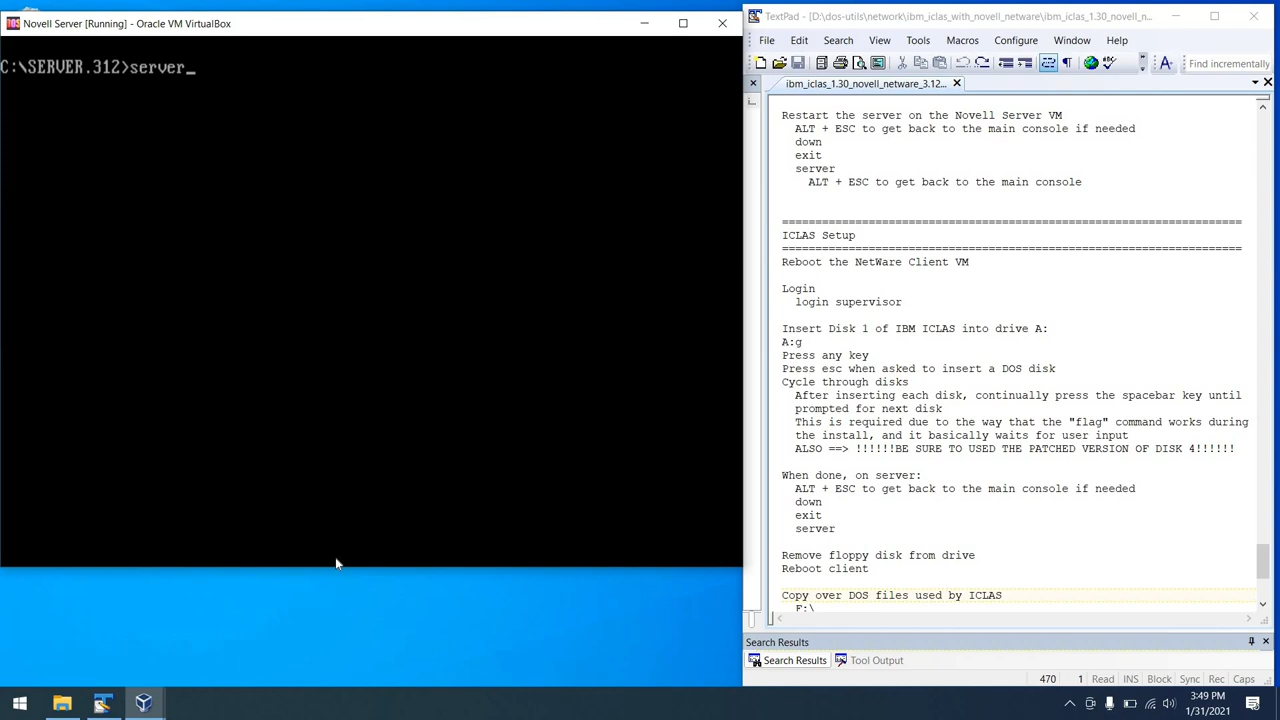 Novell Server [Running] - Oracle VM VirtualBox
C:\SERVER.312>server_
TextPad - [D:\dos-utils\network\ibm_iclas_with_novell_netware\ibm_iclas_1.30_novell_n...
File Edit Search View Tools Macros Configure Window Help
Find incrementally
ibm_iclas_1.30_novell_netware_3.12...
Restart the server on the Novell Server VM
ALT + ESC to get back to the main console if needed
down
exit
server
ALT + ESC to get back to the main console
=====================================================================
ICLAS Setup
=====================================================================
Reboot the NetWare Client VM
Login
login supervisor
Insert Disk 1 of IBM ICLAS into drive A:
A:g
Press any key
Press esc when asked to insert a DOS disk
Cycle through disks
After inserting each disk, continually press the spacebar key until
prompted for next disk
This is required due to the way that the "flag" command works during
the install, and it basically waits for user input
ALSO ==> !!!!!!BE SURE TO USED THE PATCHED VERSION OF DISK 4!!!!!!
When done, on server:
ALT + ESC to get back to the main console if needed
down
exit
server
Remove floppy disk from drive
Reboot client
Copy over DOS files used by ICLAS
F:\
Search Results
Search Results Tool Output
470 1 Read INS Block Sync Rec Caps
3:49 PM
1/31/2021